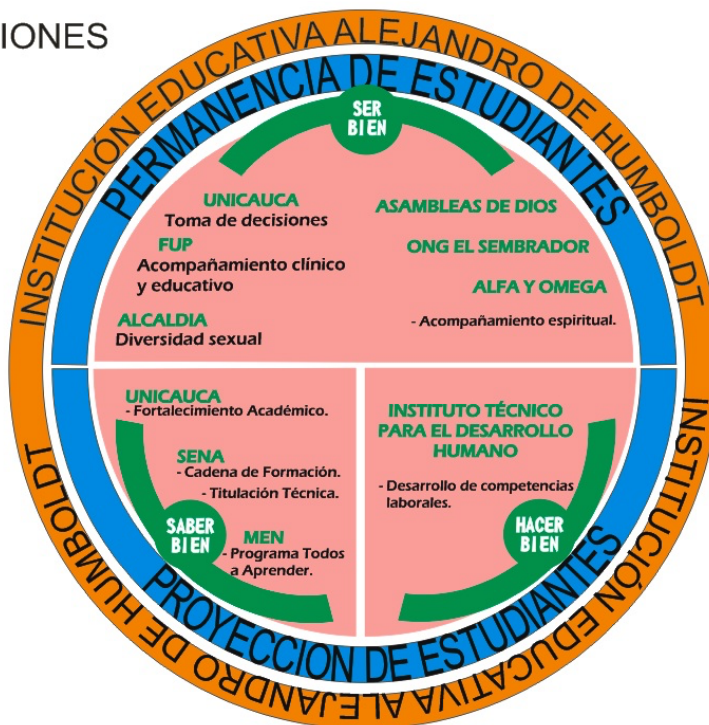 IONES
INSTITUCIÓN EDUCATIVA ALEJANDRO DE HUMBOLDT
PERMANENCIA DE ESTUDIANTES
SER
BIEN
UNICAUCA
Toma de decisiones
FUP
Acompañamiento clínico
y educativo
ALCALDIA
Diversidad sexual
ASAMBLEAS DE DIOS
ONG EL SEMBRADOR
ALFA Y OMEGA
- Acompañamiento espiritual.
UNICAUCA
- Fortalecimiento Académico.
SENA
- Cadena de Formación.
- Titulación Técnica.
MEN
- Programa Todos
a Aprender.
SABER
BIEN
INSTITUTO TÉCNICO
PARA EL DESARROLLO
HUMANO
- Desarrollo de competencias
laborales.
HACER
BIEN
PROYECCION DE ESTUDIANTES
INSTITUCIÓN EDUCATIVA ALEJANDRO DE HUMBOLDT